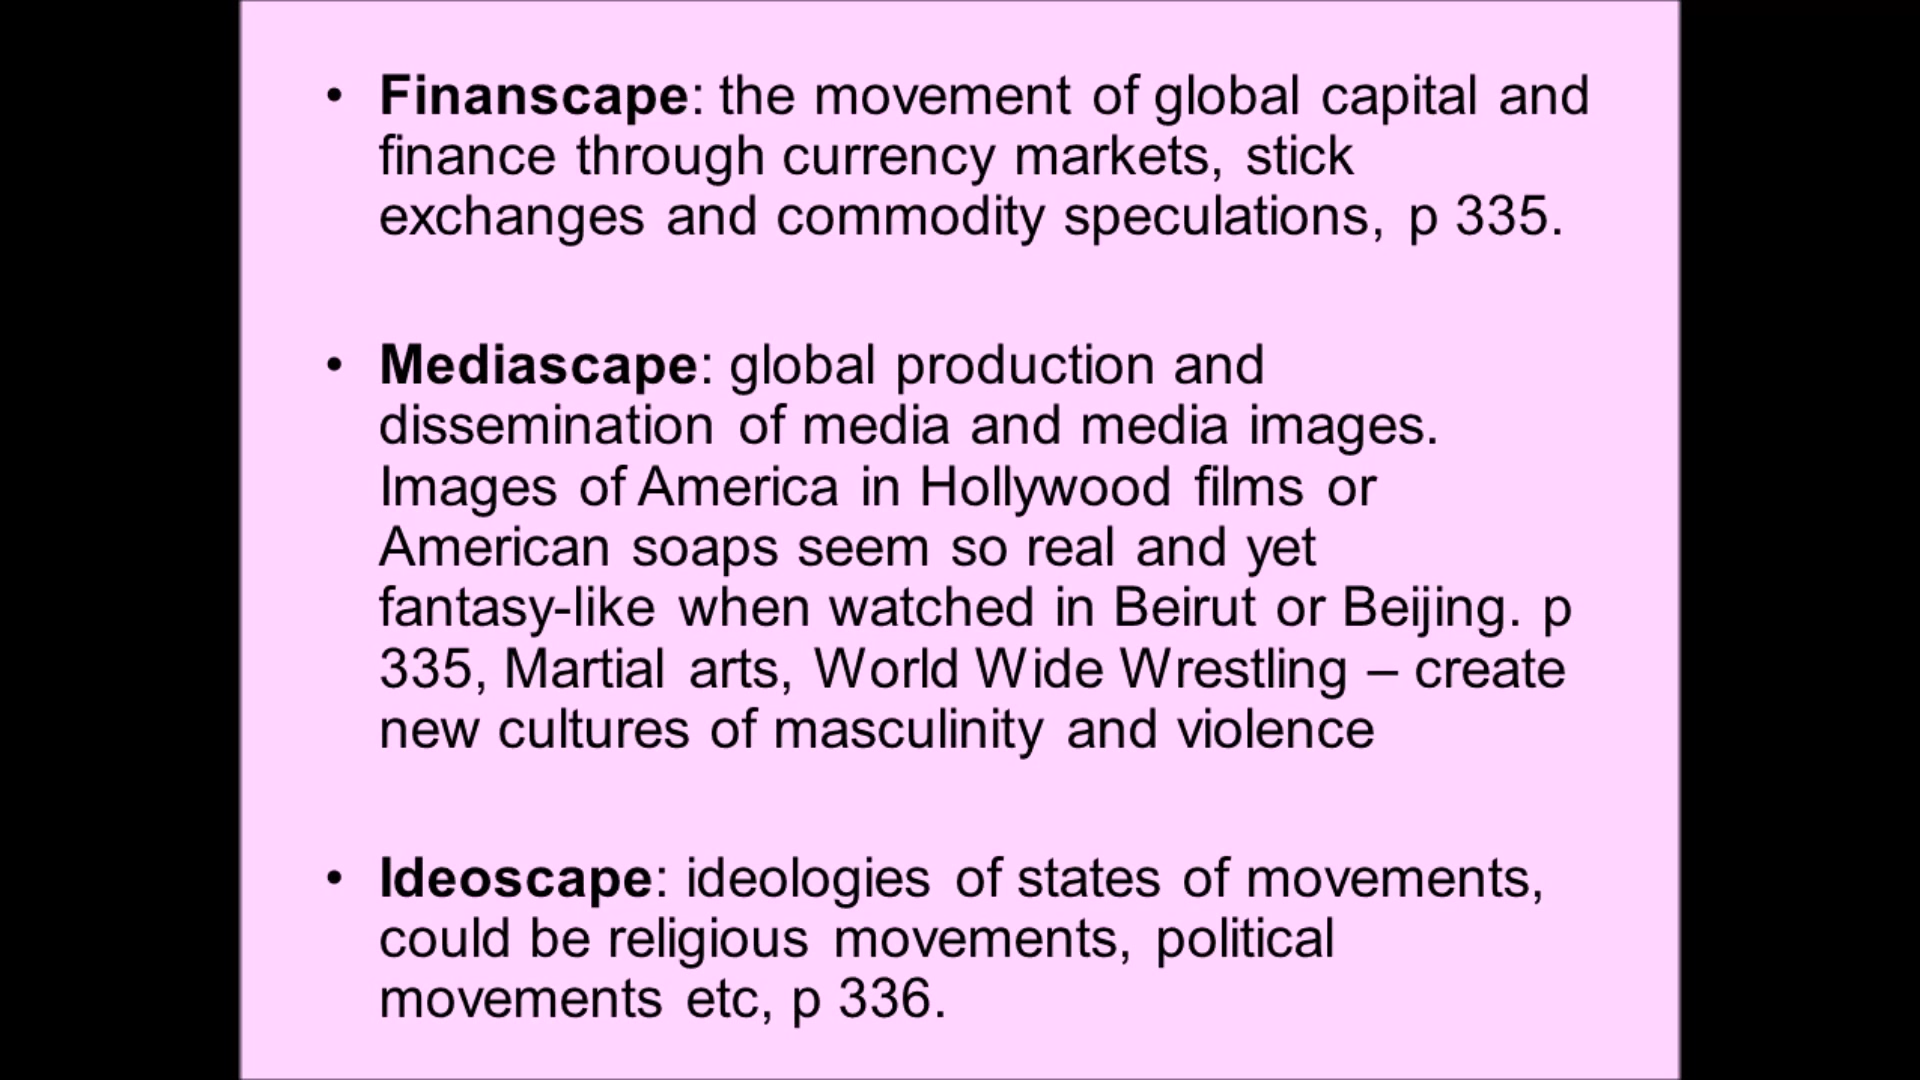 • Finanscape: the movement of global capital and
finance through currency markets, stick
exchanges and commodity speculations, p 335.
• Mediascape: global production and
dissemination of media and media images.
Images of America in Hollywood films or
American soaps seem so real and yet
fantasy-like when watched in Beirut or Beijing. p
335, Martial arts, World Wide Wrestling – create
new cultures of masculinity and violence
• Ideoscape: ideologies of states of movements,
could be religious movements, political
movements etc, p 336.